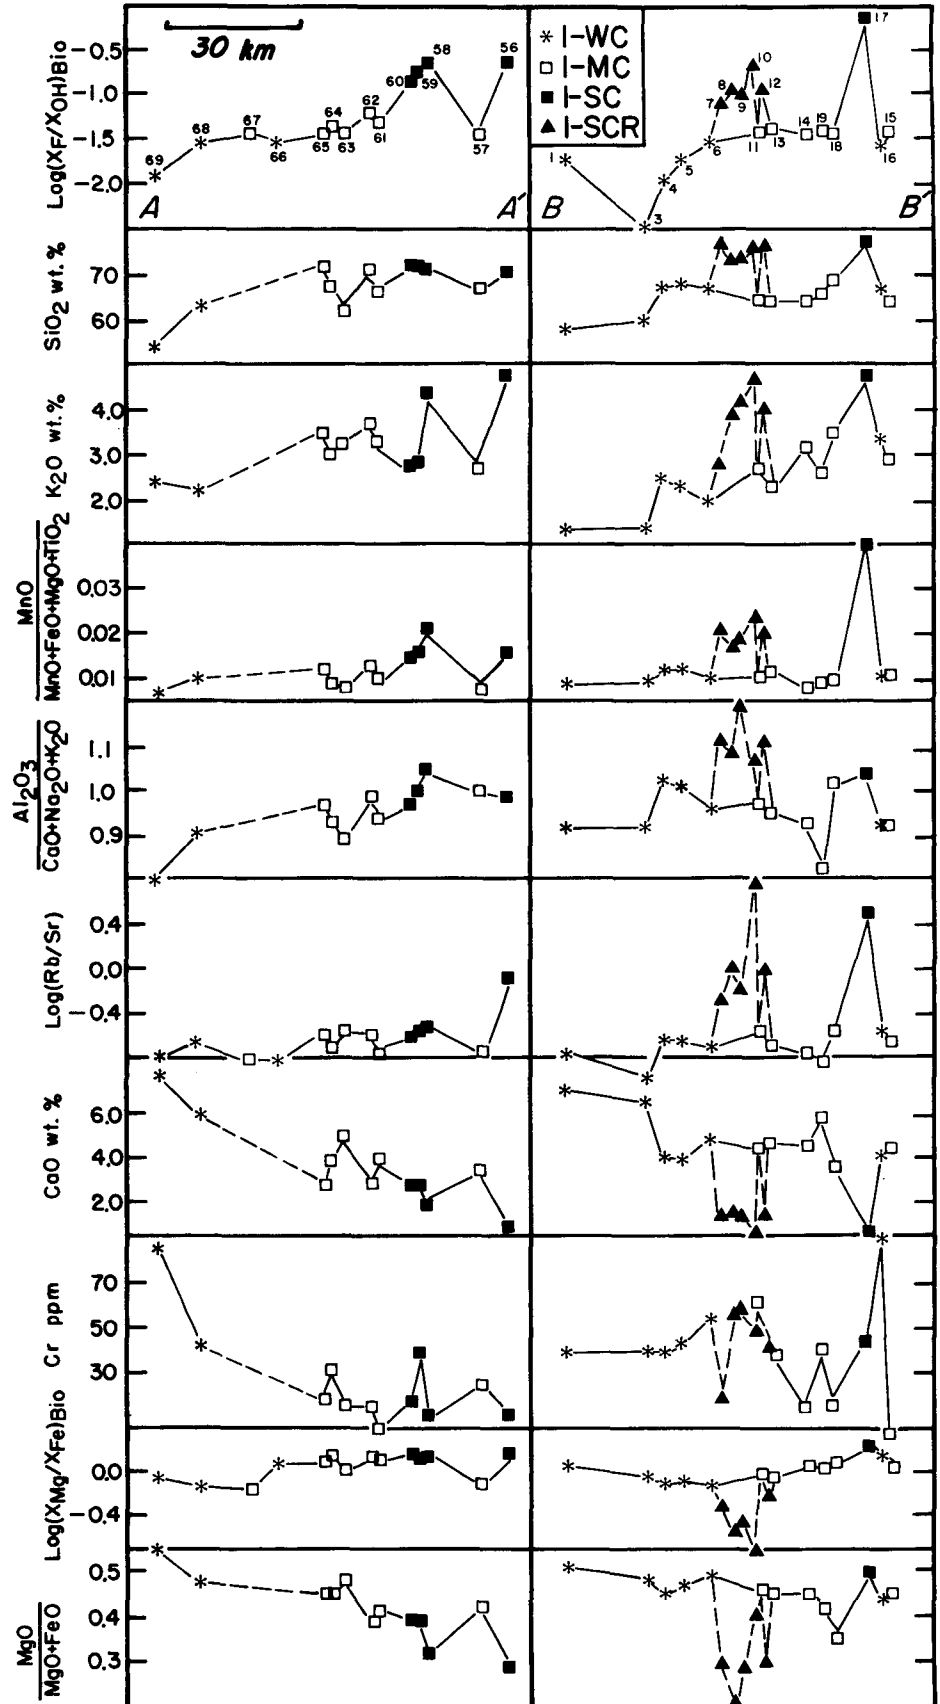 30 km
* I-WC
□ I-MC
■ I-SC
▲ I-SCR
Log(XF/XOH)Bio
-0.5
-1.0
-1.5
-2.0
69
68
67
66
65
64
63
62
61
60
59
58
57
56
A
A'
1
3
4
5
6
7
8
9
10
11
12
13
14
19
18
17
16
15
B
B'
SiO2 wt. %
70
60
K2O wt. %
4.0
3.0
2.0
MnO
MnO+FeO+MgO+TiO2
0.03
0.02
0.01
Al2O3
CaO+Na2O+K2O
1.1
1.0
0.9
Log(Rb/Sr)
0.4
0.0
-0.4
CaO wt. %
6.0
4.0
2.0
Cr ppm
70
50
30
Log(XMg/XFe)Bio
0.0
-0.4
MgO
MgO+FeO
0.5
0.4
0.3